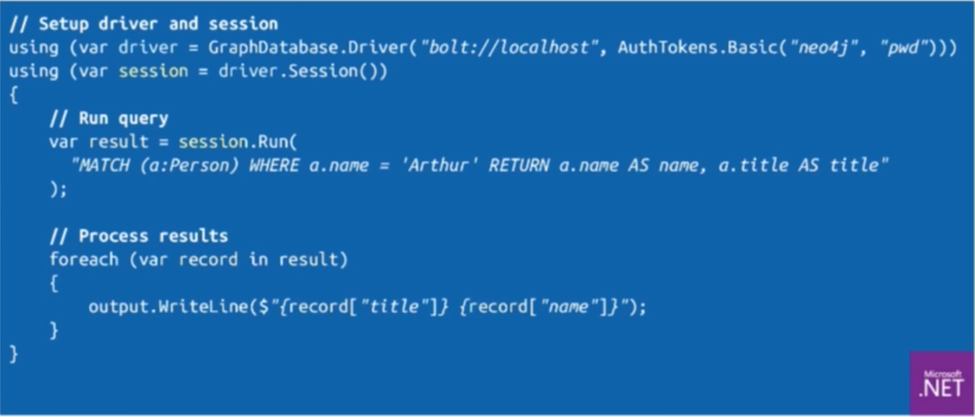 // Setup driver and session
using (var driver = GraphDatabase.Driver("bolt://localhost", AuthTokens.Basic("neo4j", "pwd")))
using (var session = driver.Session())
{
    // Run query
    var result = session.Run(
      "MATCH (a:Person) WHERE a.name = 'Arthur' RETURN a.name AS name, a.title AS title"
    );

    // Process results
    foreach (var record in result)
    {
        output.WriteLine($"{record["title"]} {record["name"]}");
    }
}
Microsoft
.NET